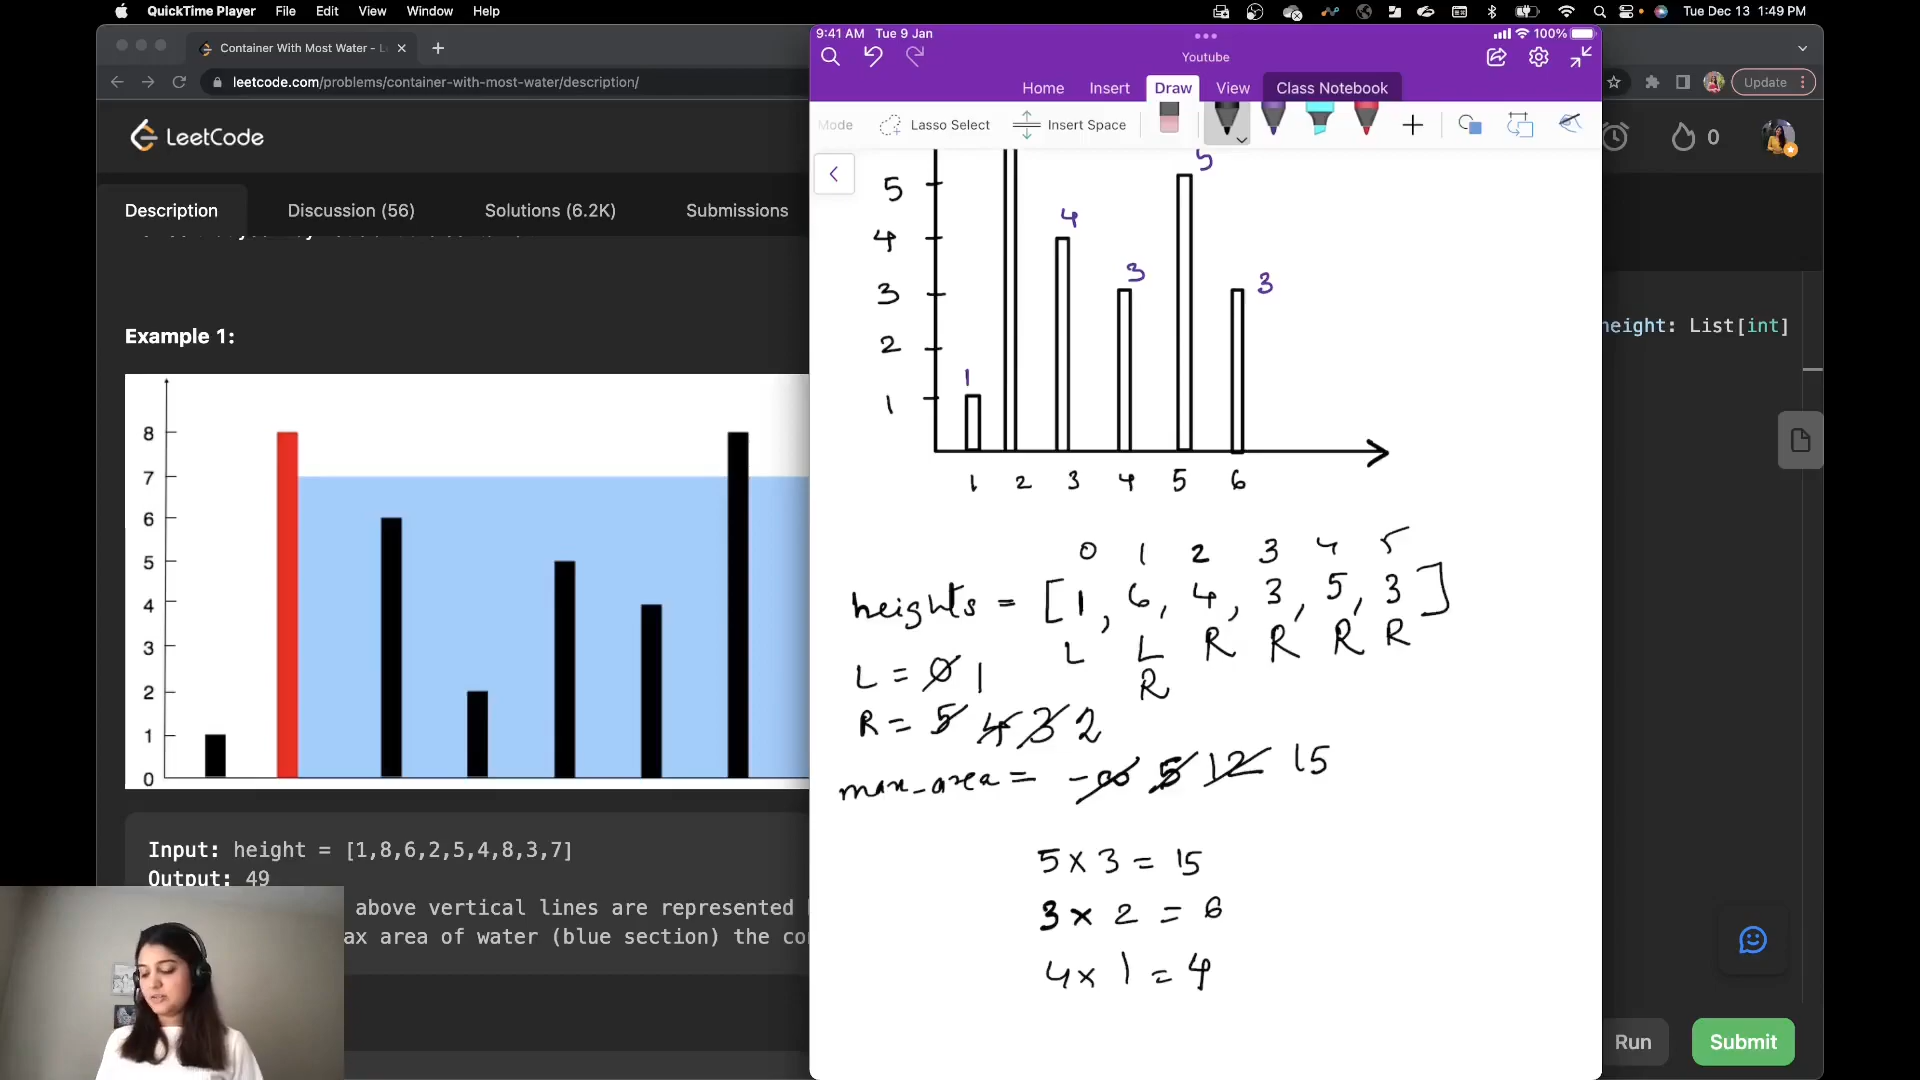 QuickTime Player File Edit View Window Help
Tue Dec 13 1:49 PM
Container With Most Water - L
leetcode.com/problems/container-with-most-water/description/
Update
LeetCode
0
Description
Discussion (56)
Solutions (6.2K)
Submissions
Example 1:
8
7
6
5
4
3
2
1
0
Input: height = [1,8,6,2,5,4,8,3,7]
Output: 49
above vertical lines are represented
ax area of water (blue section) the co
9:41 AM Tue 9 Jan
100%
Youtube
Home Insert Draw View Class Notebook
Mode Lasso Select Insert Space
5
5
4
4
3
3
3
2
1
1
1 2 3 4 5 6
0 1 2 3 4 5
heights = [1, 6, 4, 3, 5, 3]
L L R R R R
R
L = 0 1
R = 5 4 3 2
max_area = -∞ 5 12 15
5 x 3 = 15
3 x 2 = 6
4 x 1 = 4
height: List[int]
Run
Submit